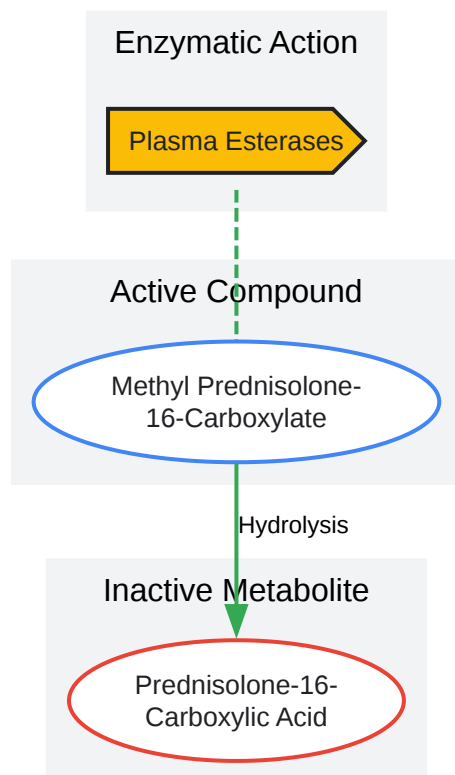 Enzymatic Action
Plasma Esterases
Active Compound
Methyl Prednisolone-
16-Carboxylate
Hydrolysis
Inactive Metabolite
Prednisolone-16-
Carboxylic Acid